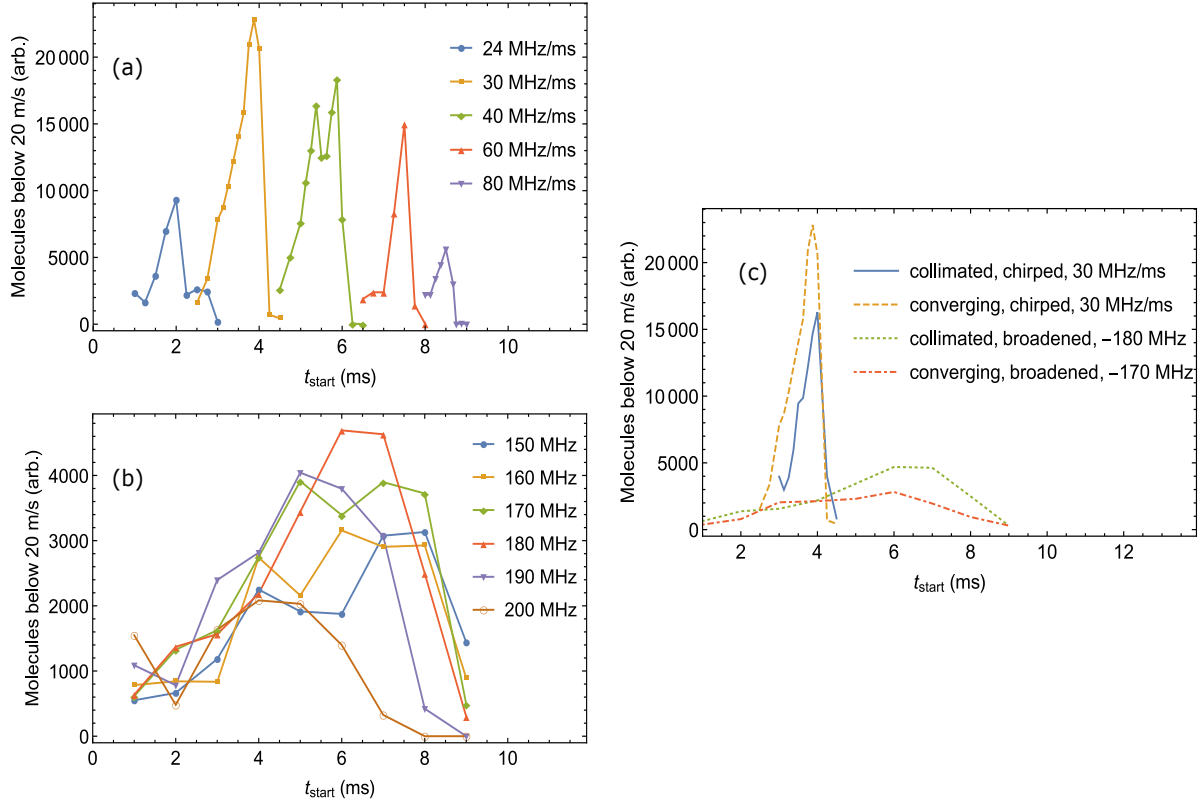 (a)
Molecules below 20 m/s (arb.)
20 000
15 000
10 000
5000
0
24 MHz/ms
30 MHz/ms
40 MHz/ms
60 MHz/ms
80 MHz/ms
0 2 4 6 8 10
t_start (ms)
(b)
Molecules below 20 m/s (arb.)
4000
3000
2000
1000
0
150 MHz
160 MHz
170 MHz
180 MHz
190 MHz
200 MHz
0 2 4 6 8 10
t_start (ms)
(c)
Molecules below 20 m/s (arb.)
20 000
15 000
10 000
5000
0
collimated, chirped, 30 MHz/ms
converging, chirped, 30 MHz/ms
collimated, broadened, −180 MHz
converging, broadened, −170 MHz
2 4 6 8 10 12
t_start (ms)